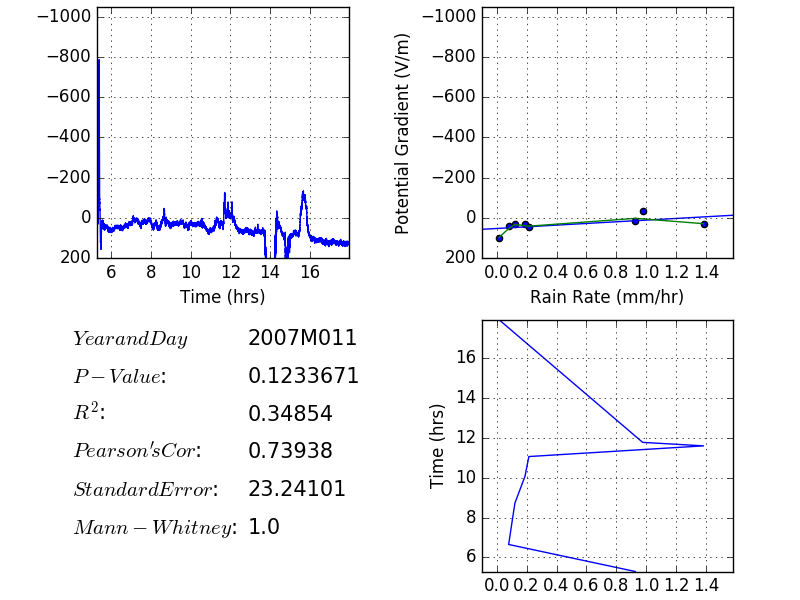 −1000
−800
−600
−400
−200
0
200
6 8 10 12 14 16
Time (hrs)
Potential Gradient (V/m)
−1000
−800
−600
−400
−200
0
200
0.0 0.2 0.4 0.6 0.8 1.0 1.2 1.4
Rain Rate (mm/hr)
YearandDay 2007M011
P − Value: 0.1233671
R²: 0.34854
Pearson'sCor: 0.73938
StandardError: 23.24101
Mann − Whitney: 1.0
Time (hrs)
16
14
12
10
8
6
0.0 0.2 0.4 0.6 0.8 1.0 1.2 1.4